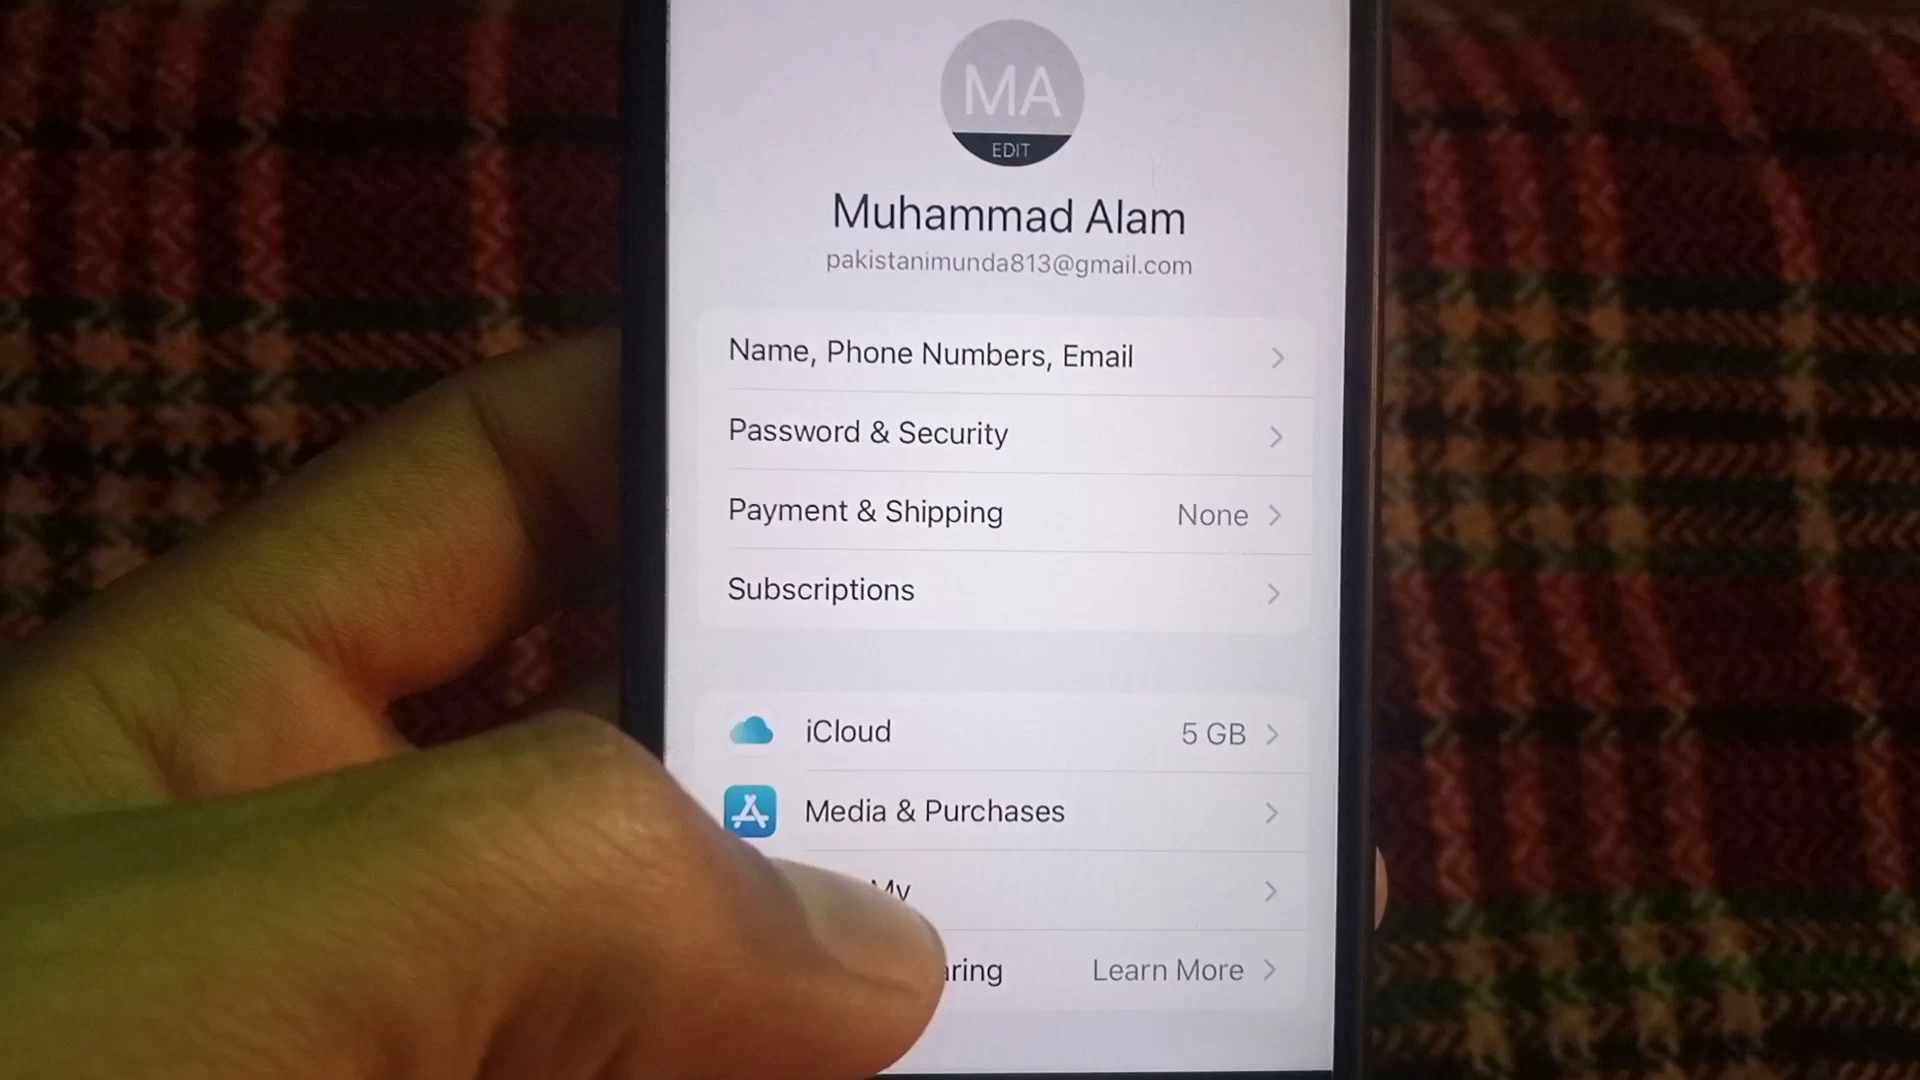 MA
EDIT
Muhammad Alam
pakistanimunda813@gmail.com
Name, Phone Numbers, Email
Password & Security
Payment & Shipping None
Subscriptions
iCloud 5 GB
Media & Purchases
My
Learn More